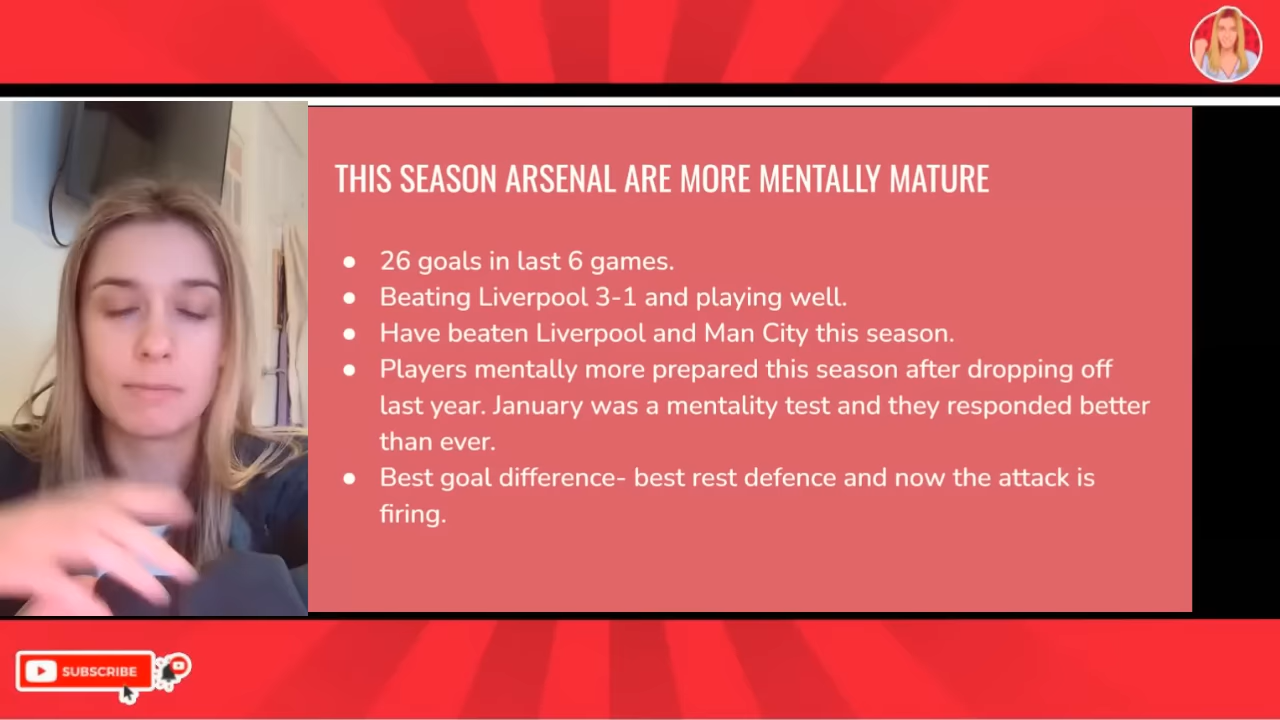 THIS SEASON ARSENAL ARE MORE MENTALLY MATURE
● 26 goals in last 6 games.
● Beating Liverpool 3-1 and playing well.
● Have beaten Liverpool and Man City this season.
● Players mentally more prepared this season after dropping off
last year. January was a mentality test and they responded better
than ever.
● Best goal difference- best rest defence and now the attack is
firing.
SUBSCRIBE